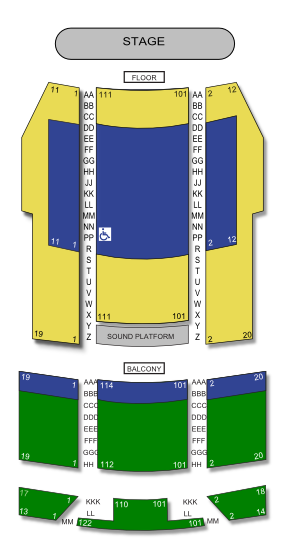 STAGE
FLOOR
11 1 AA 111 101 AA 2 12
BB BB
CC CC
DD DD
EE EE
FF FF
GG GG
HH HH
JJ JJ
KK KK
LL LL
MM MM
NN NN
11 1 PP PP 2 12
R R
S S
T T
U U
V V
W W
X 111 101 X
Y Y
19 1 Z SOUND PLATFORM Z 2 20
BALCONY
19 1 AAA 114 101 AAA 2 20
BBB BBB
CCC CCC
DDD DDD
EEE EEE
FFF FFF
GGG GGG
19 1 HH 112 101 HH 2 20
17 1 KKK 110 101 KKK 2 18
13 1 LL LL 2 14
MM 122 101 MM